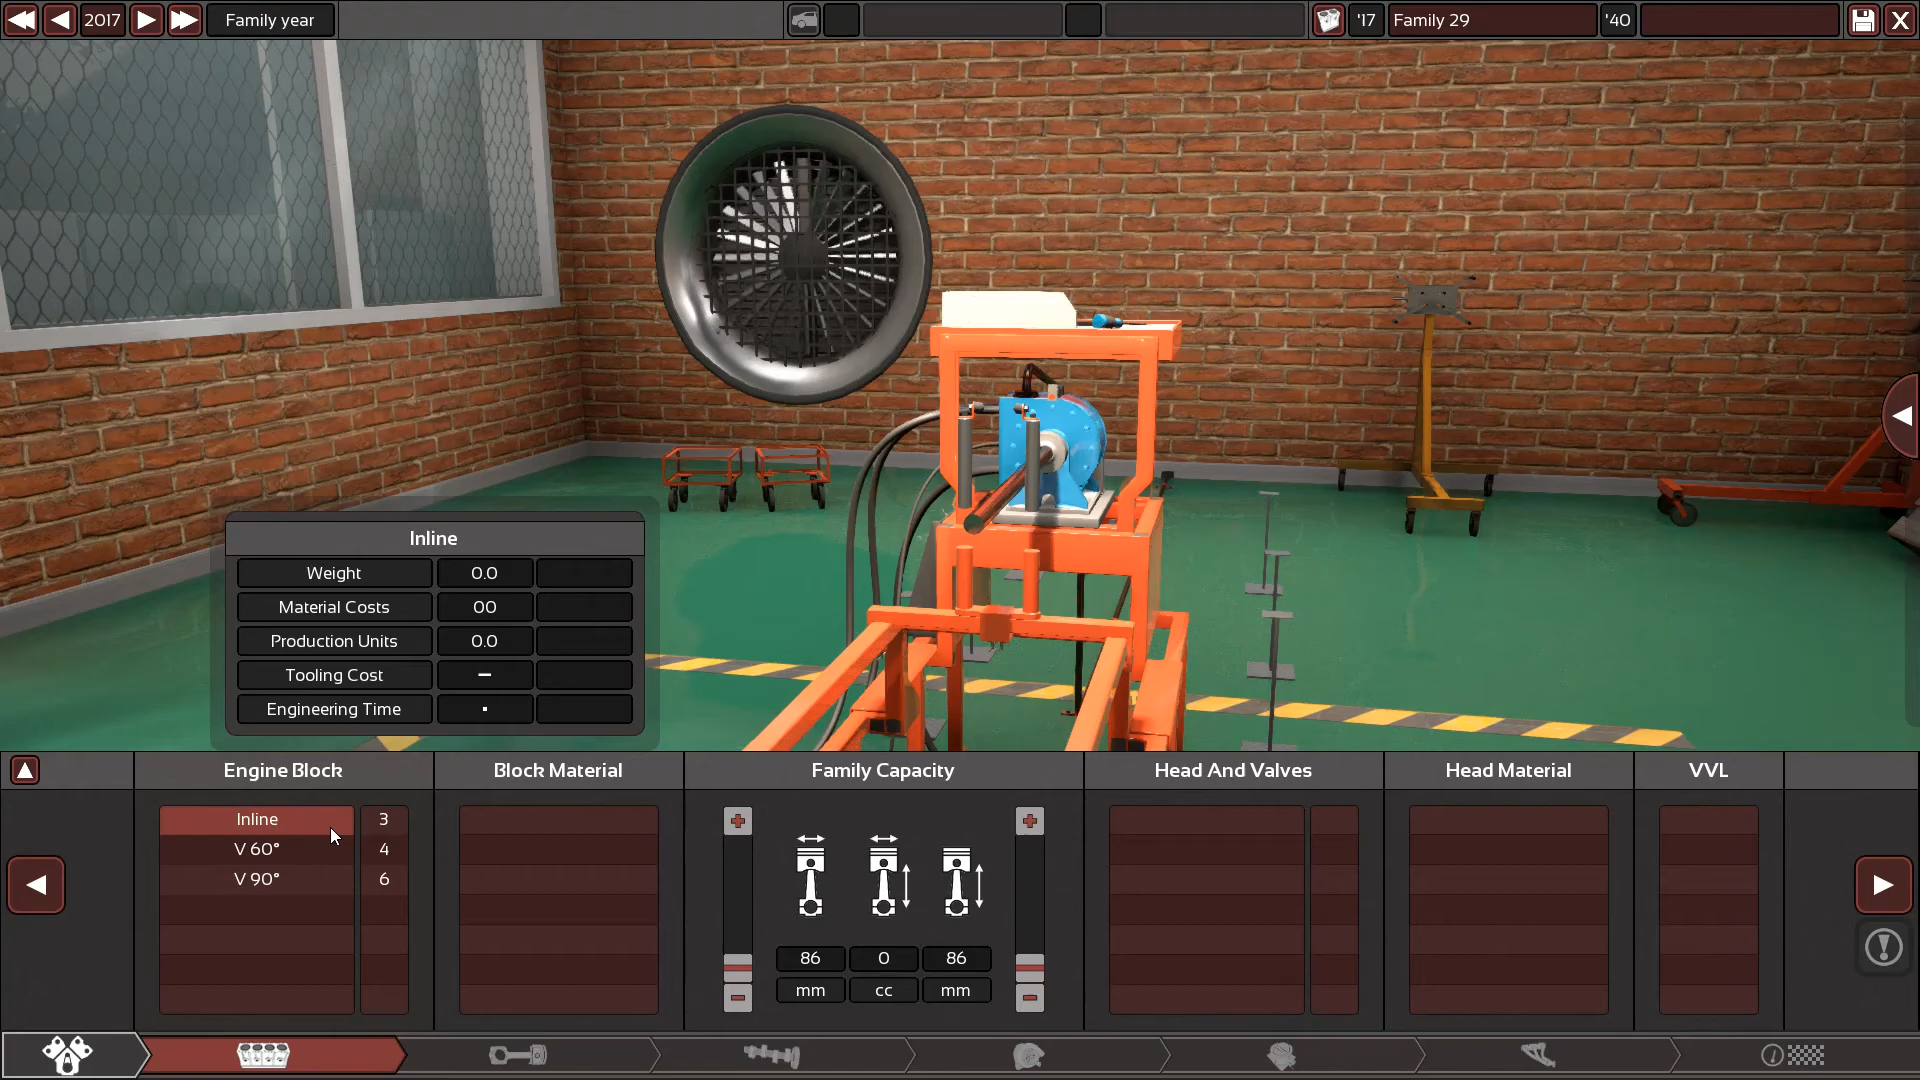 2017
Family year
'17
Family 29
'40
Inline
Weight 0.0
Material Costs 00
Production Units 0.0
Tooling Cost –
Engineering Time .
Engine Block
Block Material
Family Capacity
Head And Valves
Head Material
VVL
Inline 3
V 60° 4
V 90° 6
86 0 86
mm cc mm